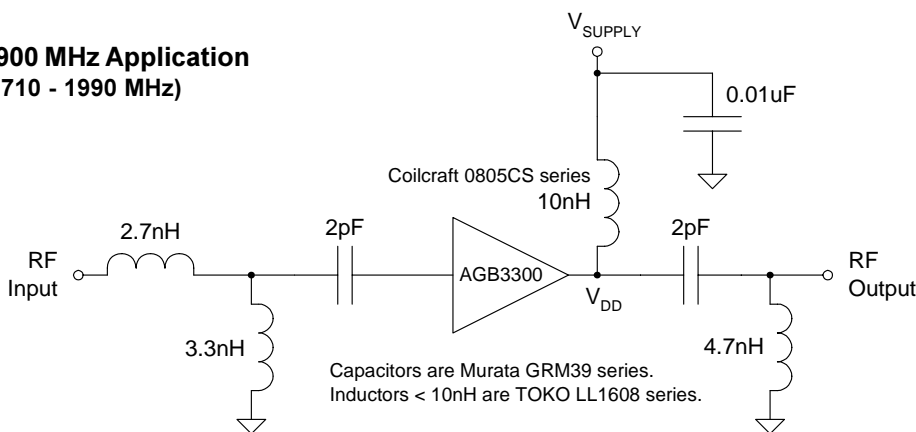 900 MHz Application
710 - 1990 MHz)
V_SUPPLY
0.01uF
Coilcraft 0805CS series
10nH
2.7nH
2pF
2pF
RF
Input
AGB3300
V_DD
RF
Output
3.3nH
4.7nH
Capacitors are Murata GRM39 series.
Inductors < 10nH are TOKO LL1608 series.